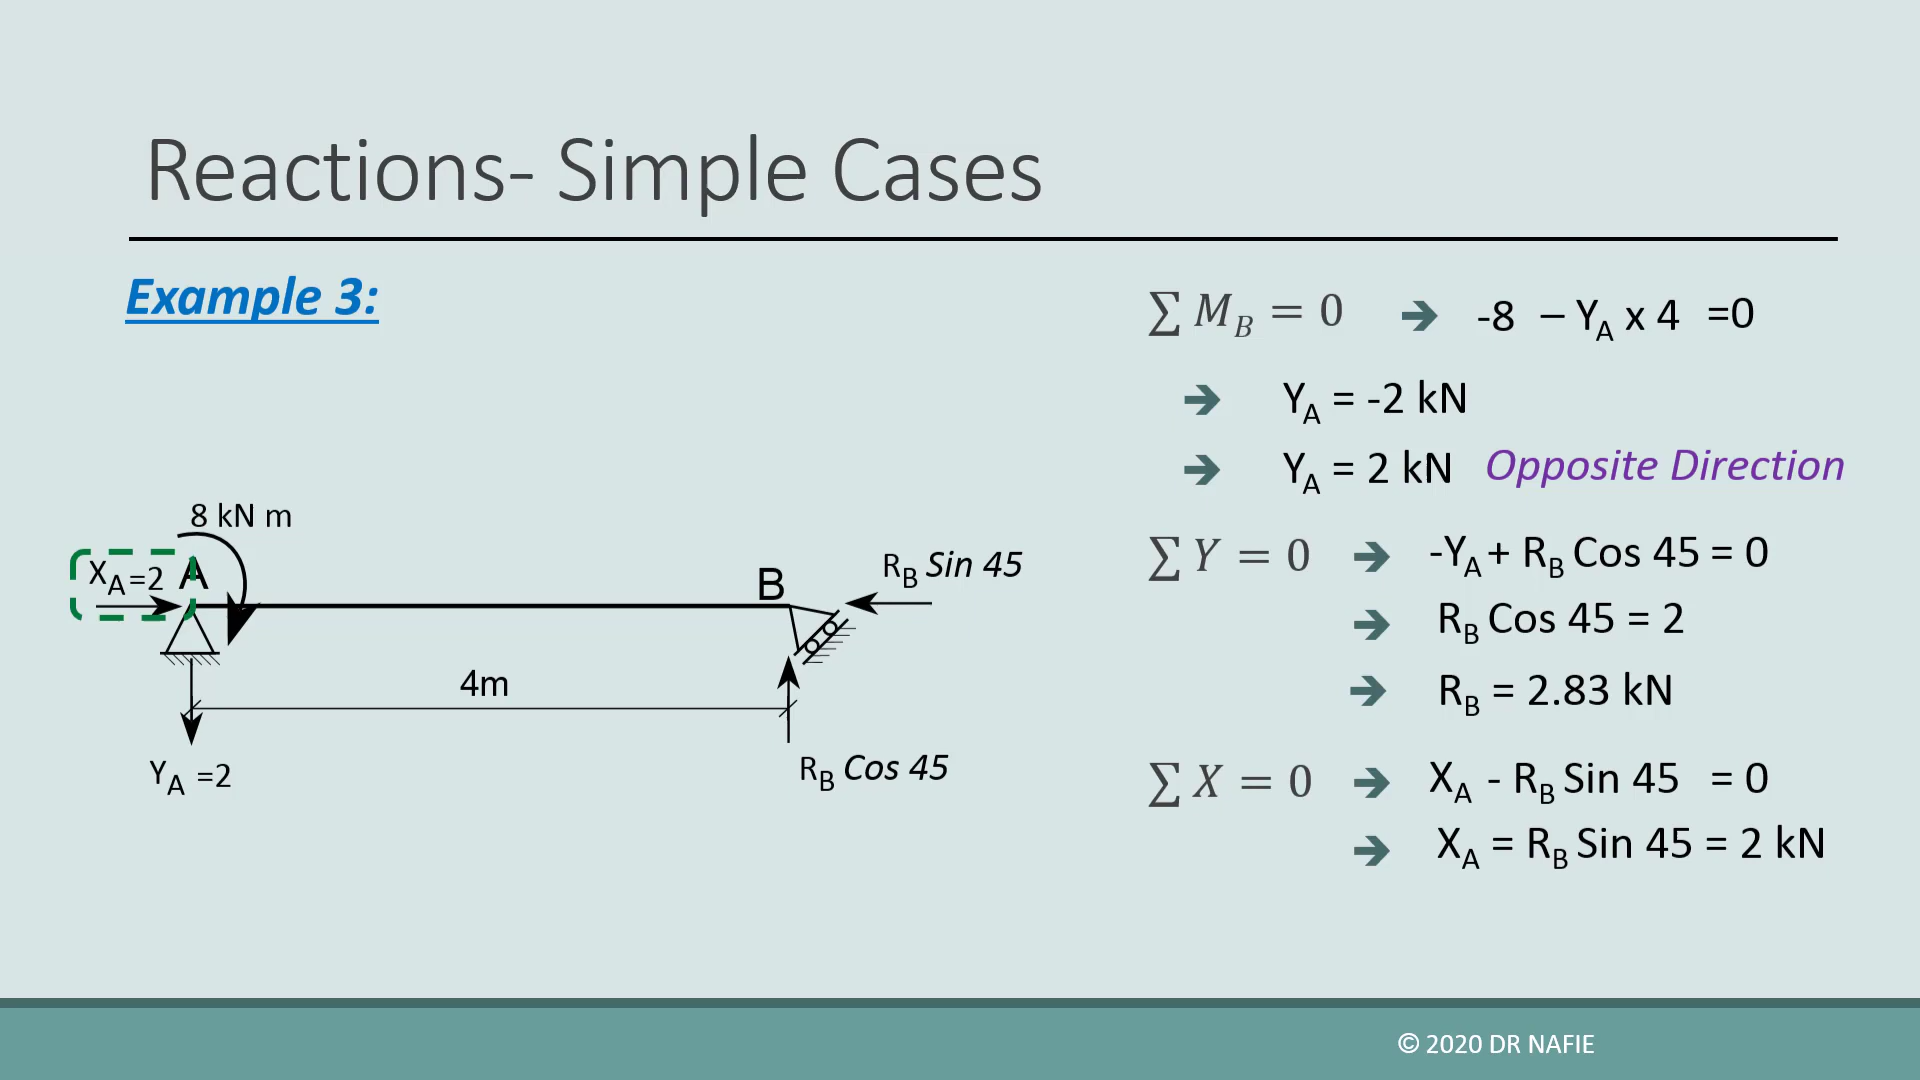 Reactions- Simple Cases
Example 3:
∑ M_B = 0 ➔ -8 – Y_A x 4 =0
➔ Y_A = -2 kN
➔ Y_A = 2 kN Opposite Direction
∑ Y = 0 ➔ -Y_A + R_B Cos 45 = 0
➔ R_B Cos 45 = 2
➔ R_B = 2.83 kN
∑ X = 0 ➔ X_A - R_B Sin 45 = 0
➔ X_A = R_B Sin 45 = 2 kN
8 kN m
X_A =2 A
B
R_B Sin 45
4m
Y_A =2
R_B Cos 45
© 2020 DR NAFIE